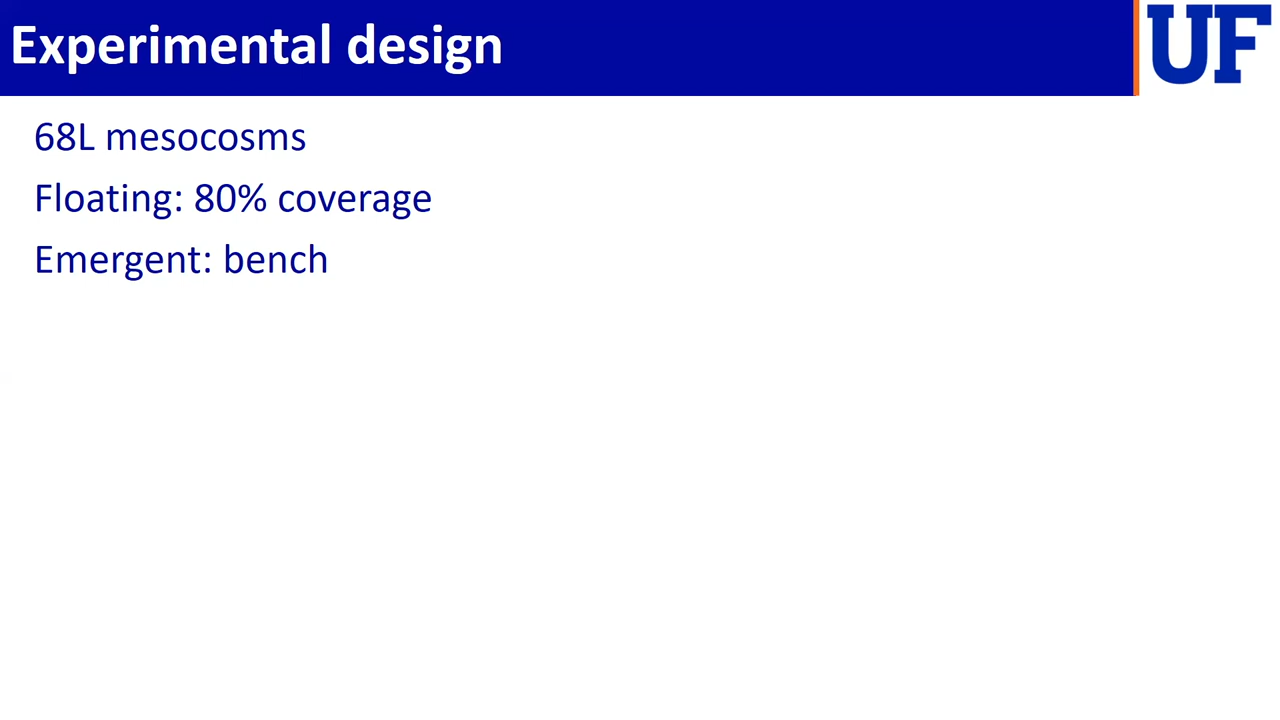 Experimental design
UF
68L mesocosms
Floating: 80% coverage
Emergent: bench